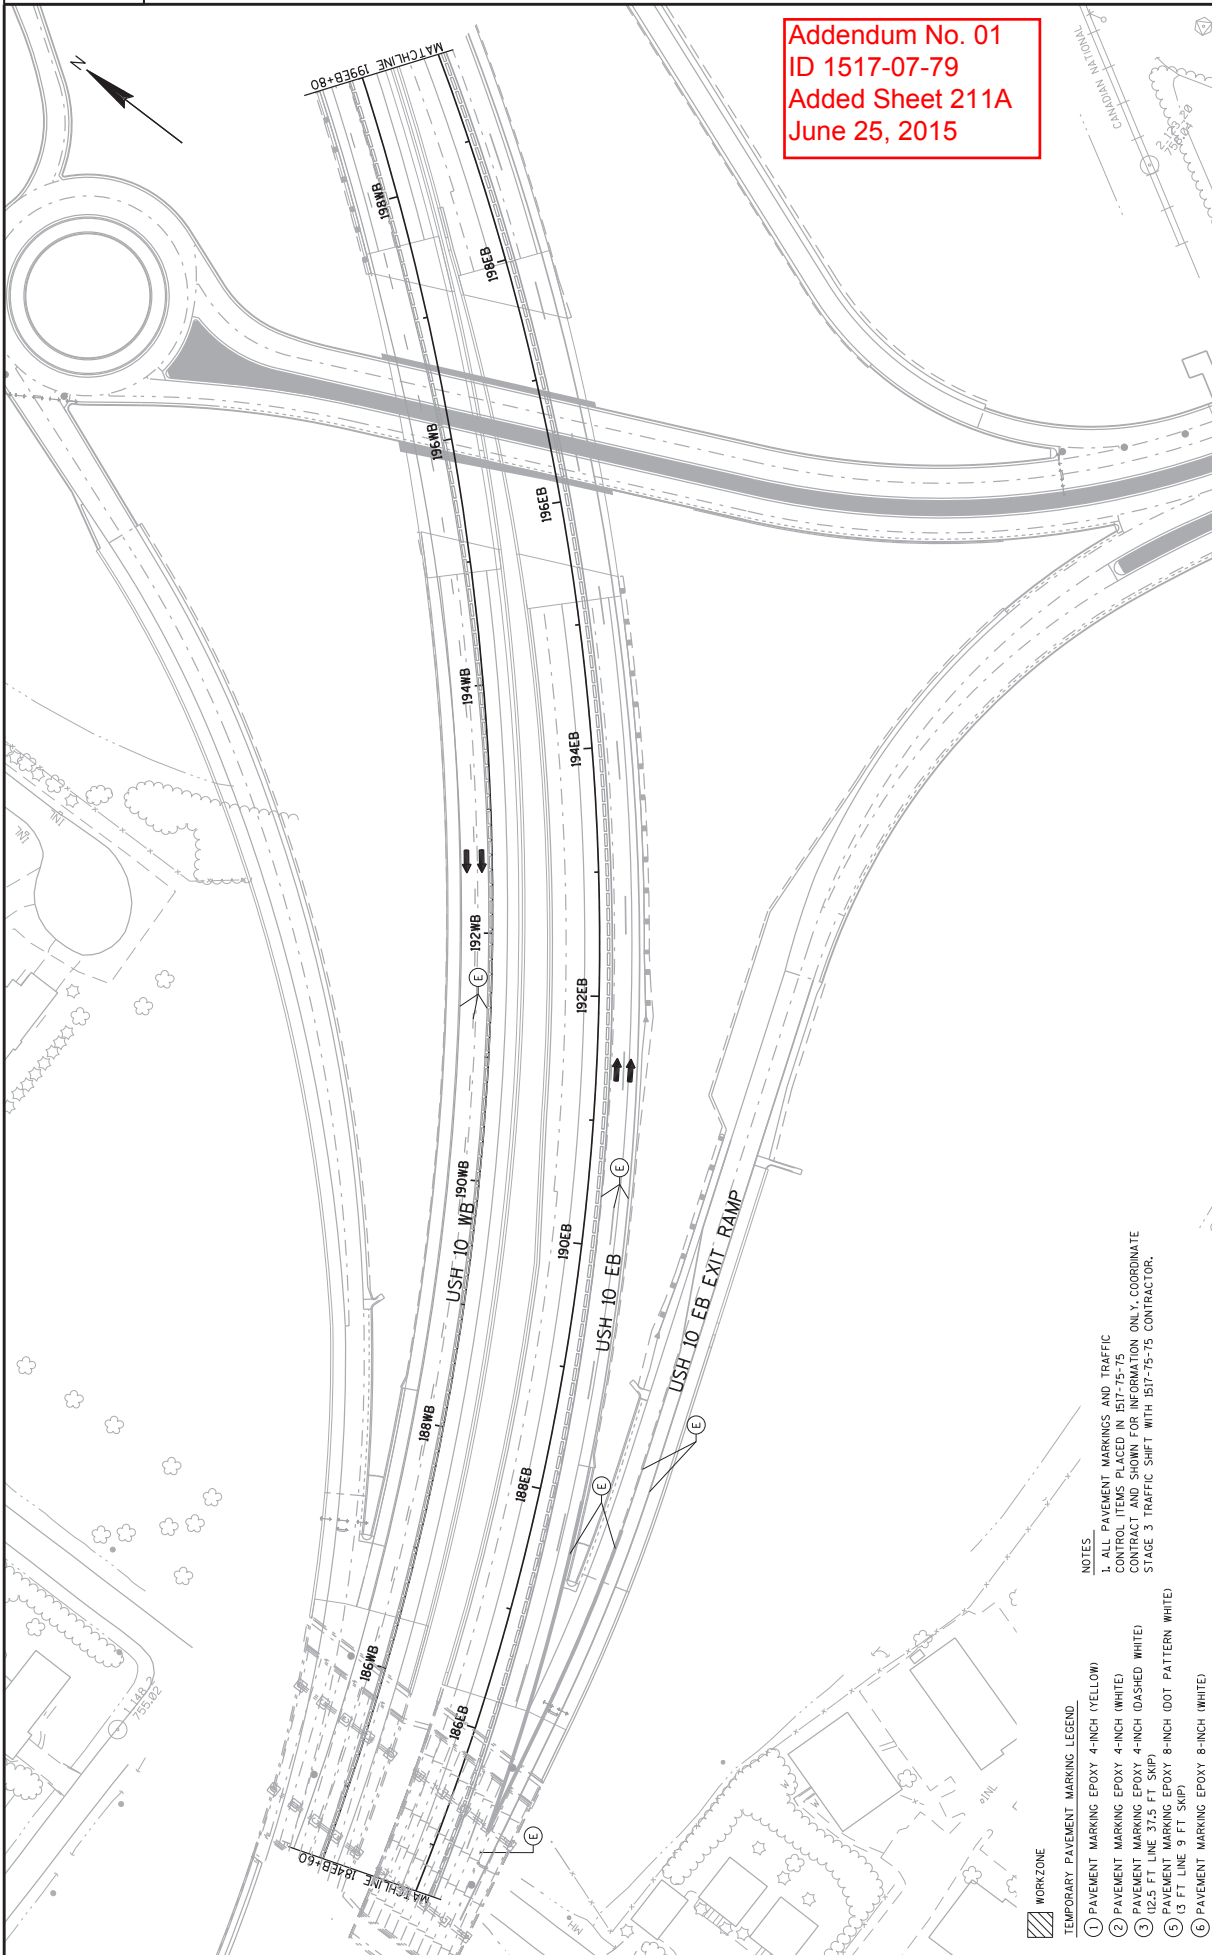 Addendum No. 01
ID 1517-07-79
Added Sheet 211A
June 25, 2015
N
MATCHLINE 199EB+80
CANADIAN NATIONAL
198WB
198EB
196WB
196EB
194WB
194EB
192WB
192EB
E
190WB
USH 10 WB
E
190EB
USH 10 EB
USH 10 EB EXIT RAMP
188WB
188EB
E
E
186WB
186EB
E
MATCHLINE 184EB+60
INL
INL
INL
MH
W
755.02
NOTES
1. ALL PAVEMENT MARKINGS AND TRAFFIC
CONTROL ITEMS PLACED IN 1517-75-75
CONTRACT AND SHOWN FOR INFORMATION ONLY. COORDINATE
STAGE 3 TRAFFIC SHIFT WITH 1517-75-75 CONTRACTOR.
WORKZONE
TEMPORARY PAVEMENT MARKING LEGEND
1 PAVEMENT MARKING EPOXY 4-INCH (YELLOW)
2 PAVEMENT MARKING EPOXY 4-INCH (WHITE)
3 PAVEMENT MARKING EPOXY 4-INCH (DASHED WHITE)
(12.5 FT LINE 37.5 FT SKIP)
5 PAVEMENT MARKING EPOXY 8-INCH (DOT PATTERN WHITE)
(3 FT LINE 9 FT SKIP)
6 PAVEMENT MARKING EPOXY 8-INCH (WHITE)